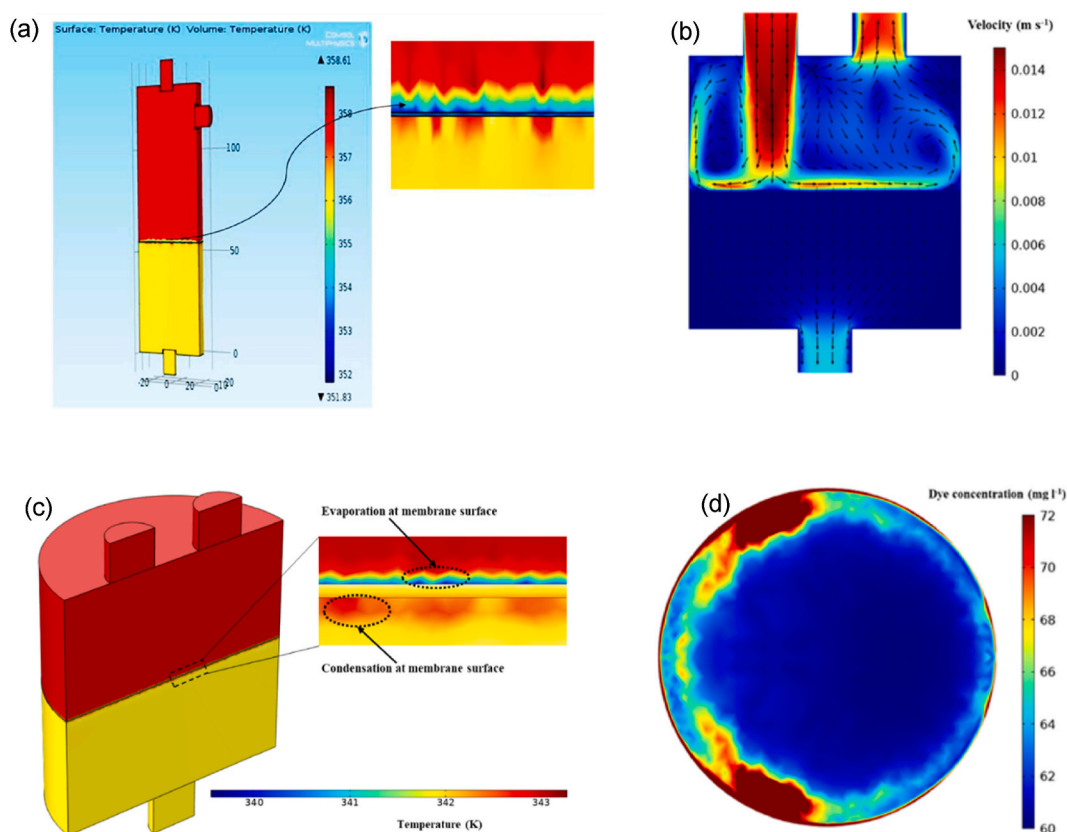 (a)
Surface: Temperature (K) Volume: Temperature (K)
COMSOL
MULTIPHYSICS
▲ 358.61
358
357
356
355
354
353
352
▼ 351.83
100
50
0
-20
0
20
(b)
Velocity (m s⁻¹)
0.014
0.012
0.01
0.008
0.006
0.004
0.002
0
(c)
Evaporation at membrane surface
Condensation at membrane surface
340
341
342
343
Temperature (K)
(d)
Dye concentration (mg l⁻¹)
72
70
68
66
64
62
60